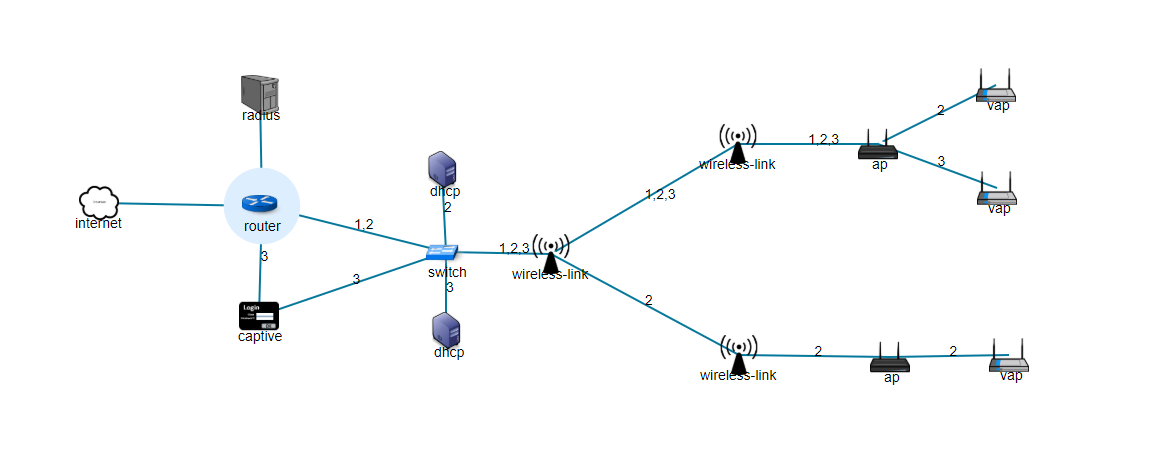 radius
internet
router
3
captive
Login
1,2
3
dhcp
2
switch
3
dhcp
1,2,3
wireless-link
1,2,3
2
wireless-link
1,2,3
ap
2
vap
3
vap
wireless-link
2
ap
2
vap